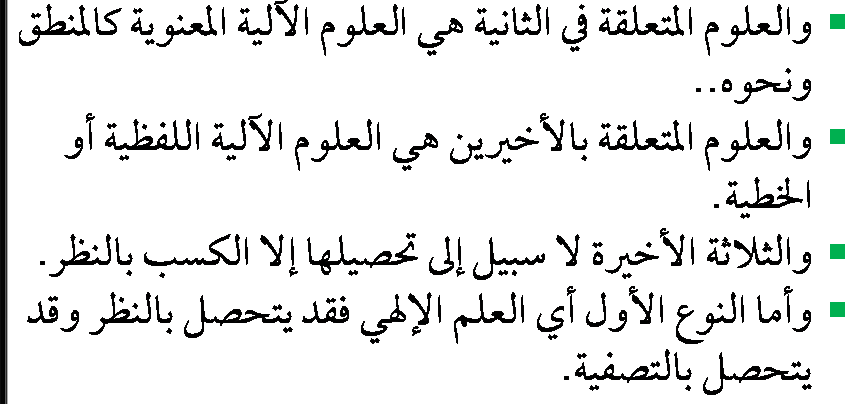 ▪ والعلوم المتعلقة في الثانية هي العلوم الآلية المعنوية كالمنطق
ونحوه..
▪ والعلوم المتعلقة بالأخيرين هي العلوم الآلية اللفظية أو
الخطية.
▪ والثلاثة الأخيرة لا سبيل إلى تحصيلها إلا الكسب بالنظر.
▪ وأما النوع الأول أي العلم الإلهي فقد يتحصل بالنظر وقد
يتحصل بالتصفية.